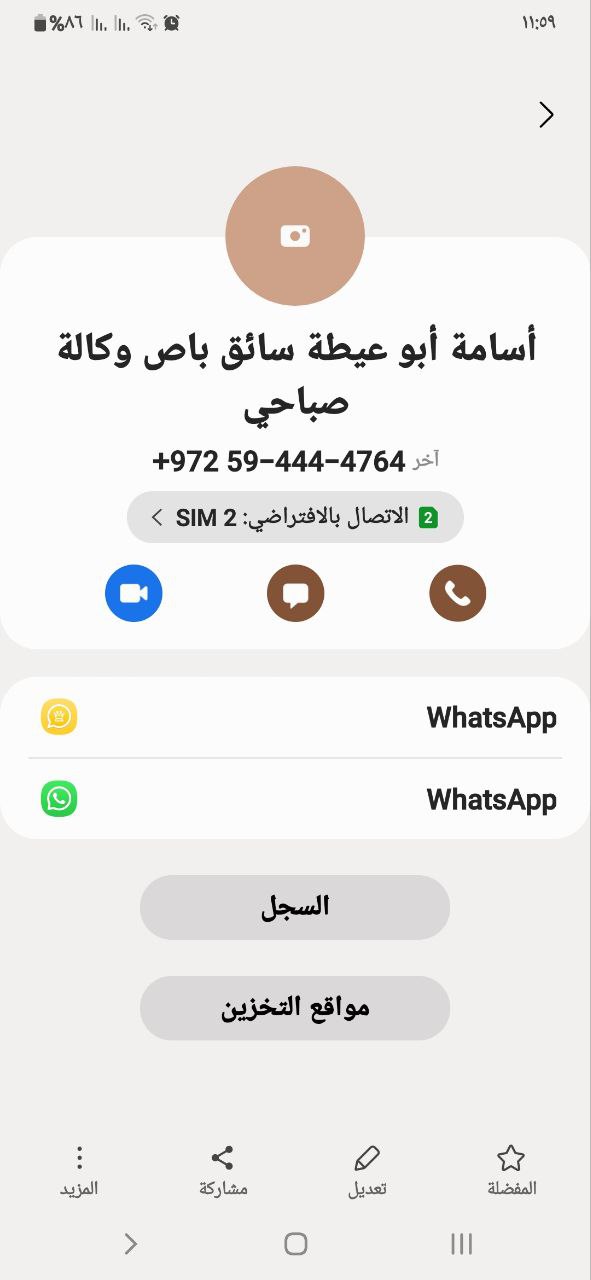 ١١:٥٩
%٨٦
أسامة أبو عيطة سائق باص وكالة
صباحي
آخر +972 59-444-4764
2 الاتصال بالافتراضي: SIM 2
WhatsApp
WhatsApp
السجل
مواقع التخزين
المفضلة
تعديل
مشاركة
المزيد